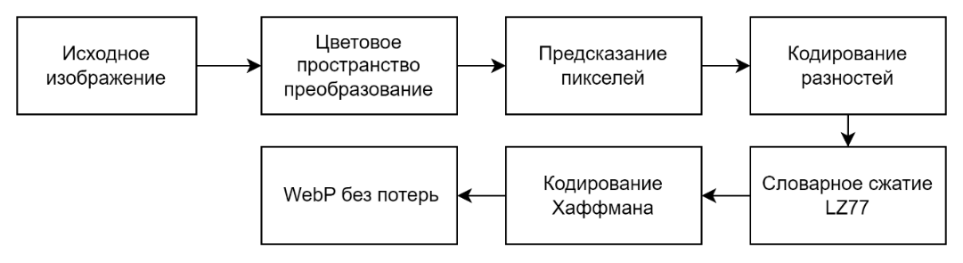 Исходное
изображение
Цветовое
пространство
преобразование
Предсказание
пикселей
Кодирование
разностей
Словарное сжатие
LZ77
Кодирование
Хаффмана
WebP без потерь